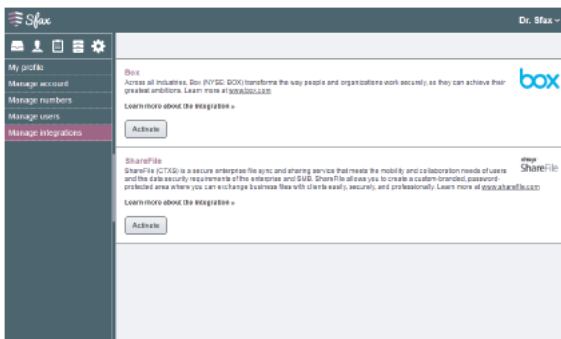 Sfax
Dr. Sfax
My profile
Manage account
Manage numbers
Manage users
Manage integrations
Box
Across all industries, Box (NYSE: BOX) transforms the way people and organizations work securely, so they can achieve their
greatest ambitions. Learn more at www.box.com
Learn more about the integration »
Activate
box
ShareFile
ShareFile (CTXS) is a secure enterprise file sync and sharing service that meets the mobility and collaboration needs of users
and the data security requirements of the enterprise and SMB. ShareFile allows you to create a custom-branded, password-
protected area where you can exchange business files with clients easily, securely, and professionally. Learn more at www.sharefile.com
Learn more about the integration »
Activate
citrix
ShareFile